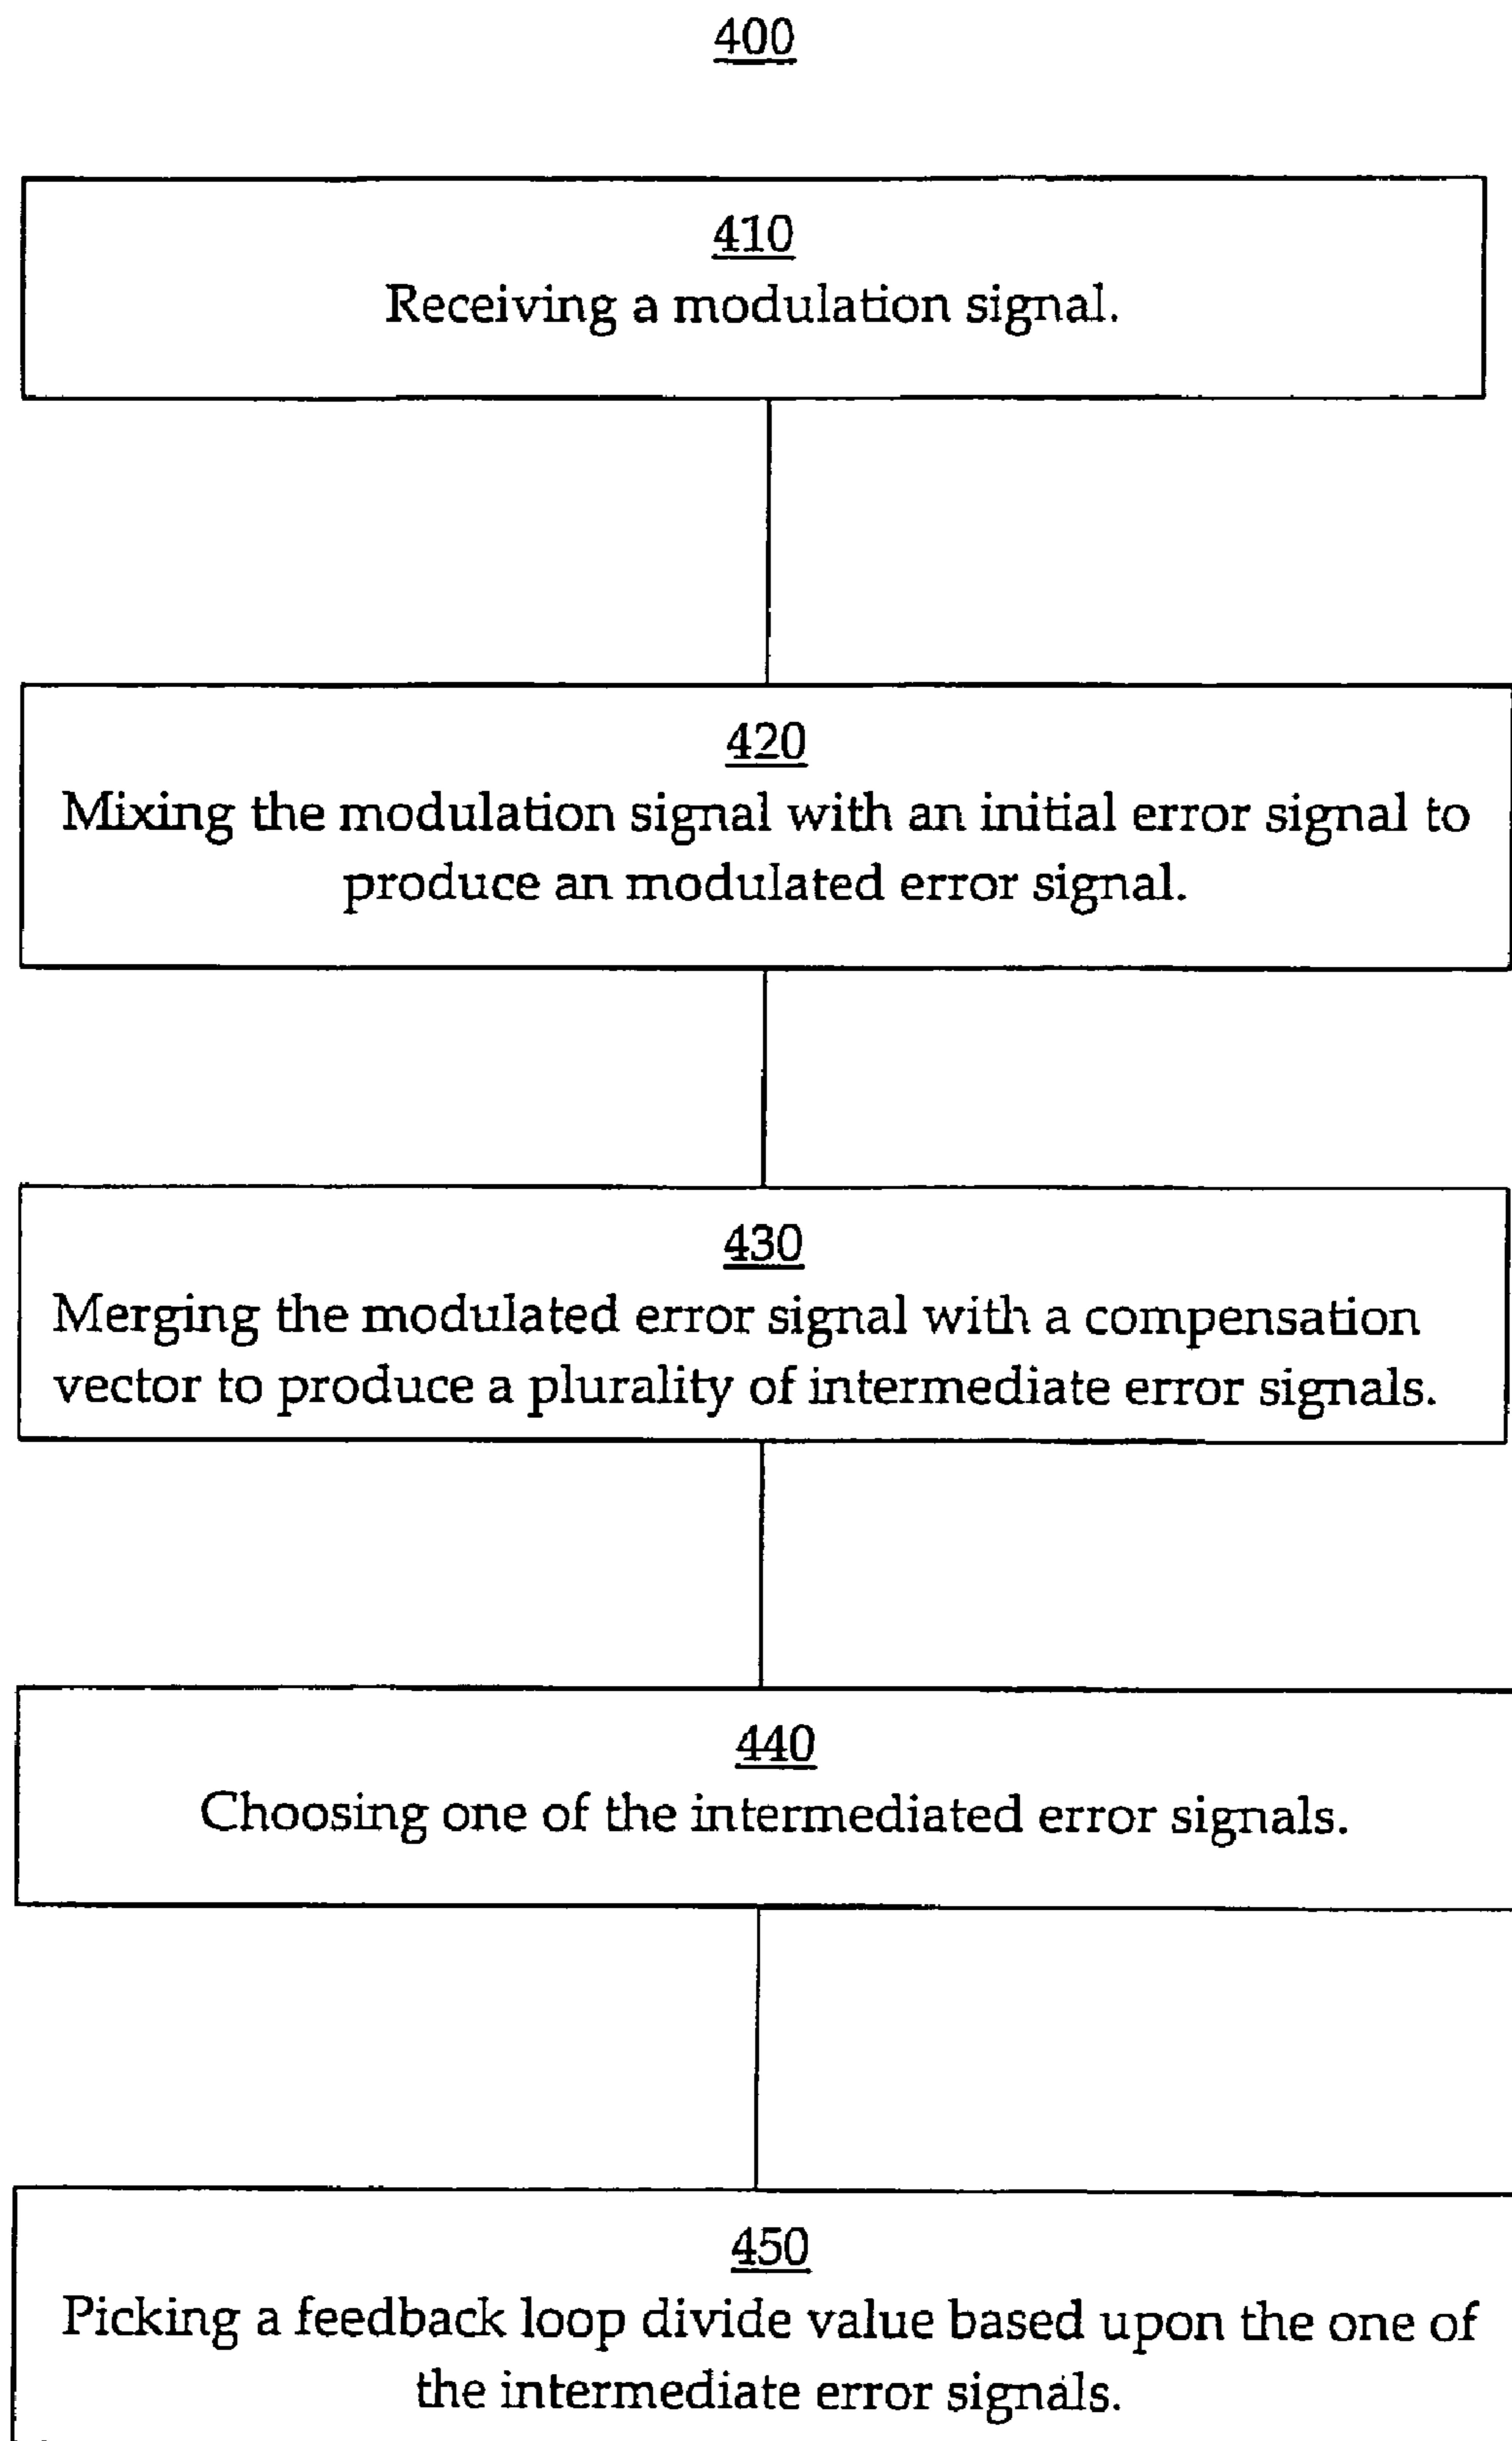 400
410
Receiving a modulation signal.
420
Mixing the modulation signal with an initial error signal to
produce an modulated error signal.
430
Merging the modulated error signal with a compensation
vector to produce a plurality of intermediate error signals.
440
Choosing one of the intermediated error signals.
450
Picking a feedback loop divide value based upon the one of
the intermediate error signals.